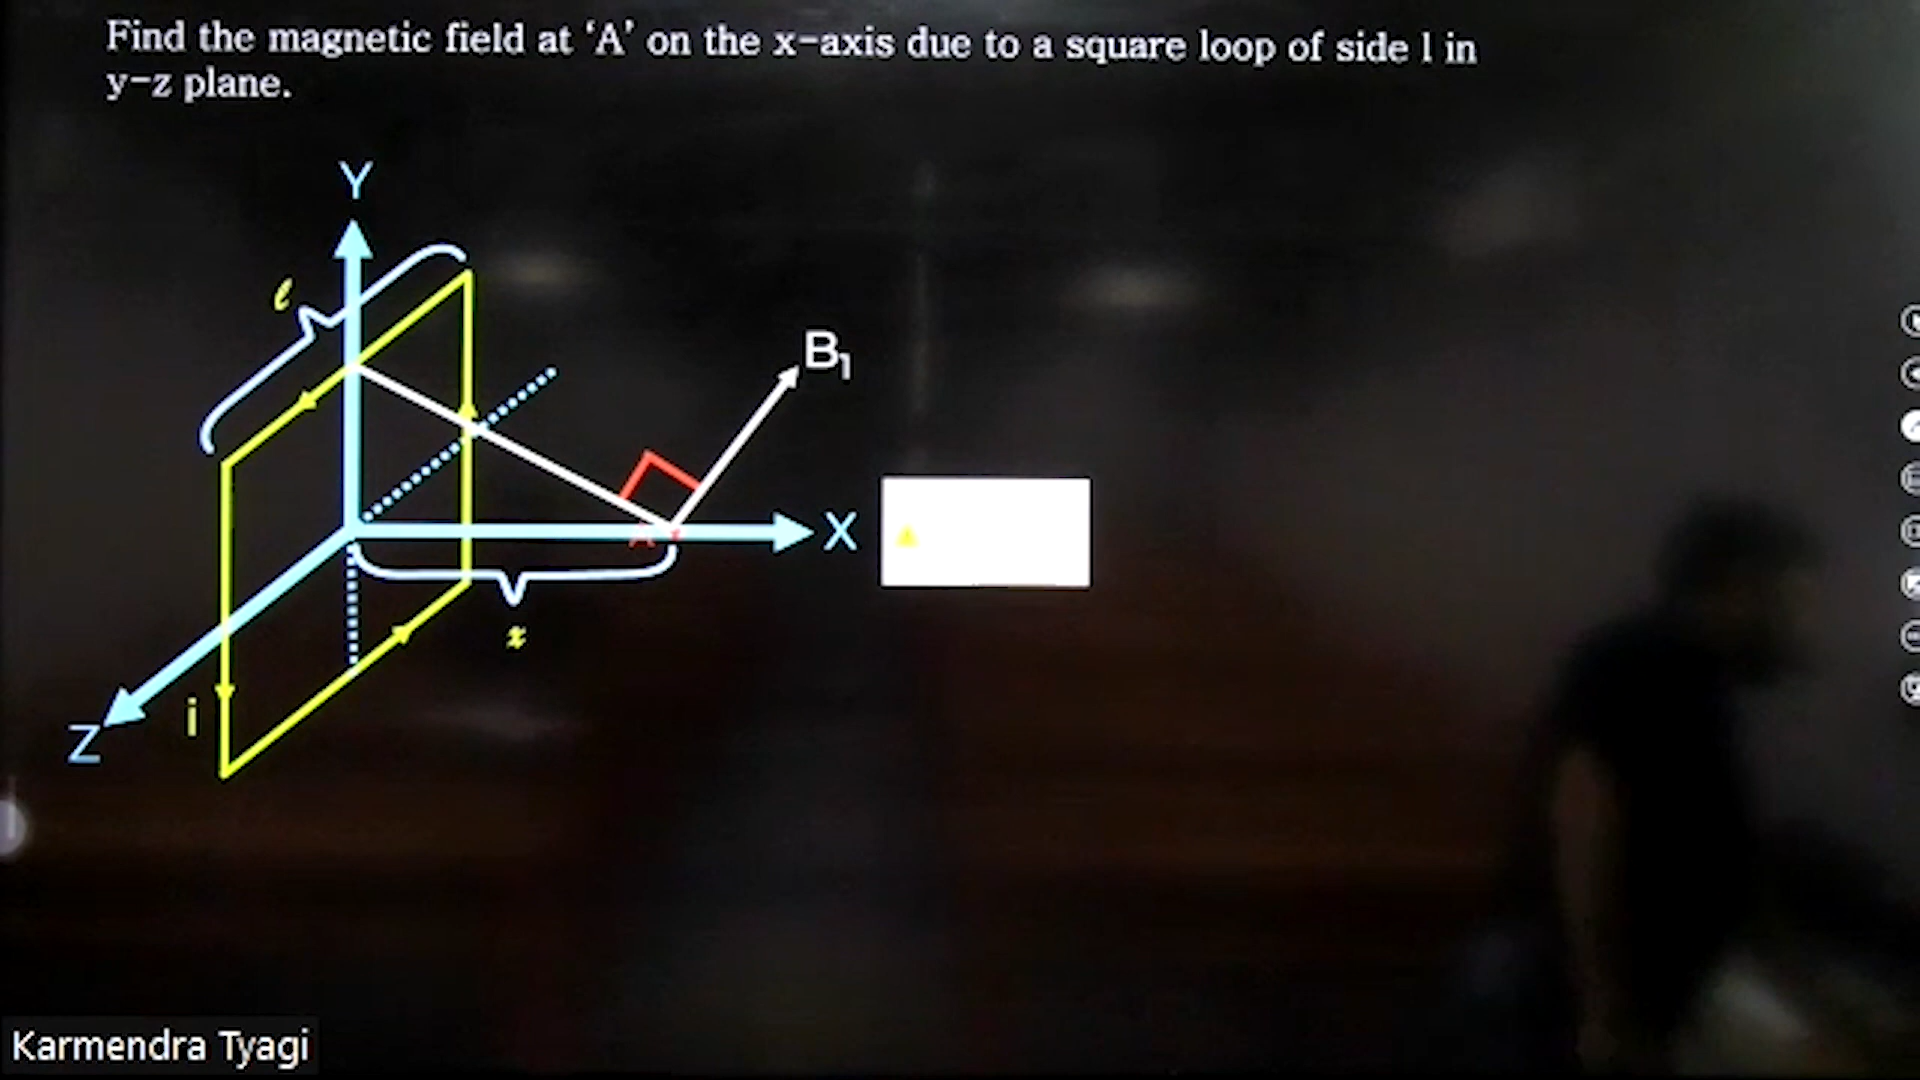 Find the magnetic field at ‘A’ on the x-axis due to a square loop of side l in
y-z plane.
Y
ℓ
B₁
A
X
x
i
Z
Karmendra Tyagi